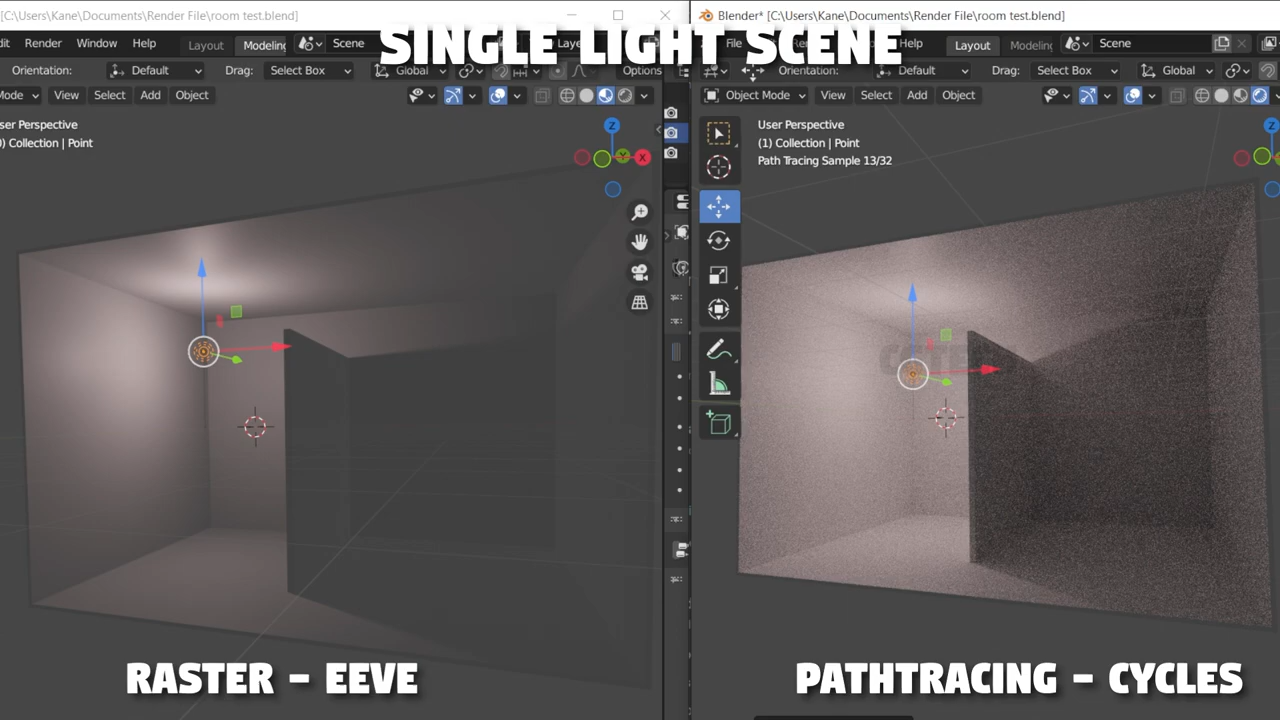 [C:\Users\Kane\Documents\Render File\room test.blend]
Blender* [C:\Users\Kane\Documents\Render File\room test.blend]
SINGLE LIGHT SCENE
Render Window Help Layout Modeling Scene
File Help Layout Modeling Scene
Orientation: Default Drag: Select Box Global Options
Orientation: Default Drag: Select Box Global
Mode View Select Add Object
Object Mode View Select Add Object
User Perspective
Collection | Point
User Perspective
(1) Collection | Point
Path Tracing Sample 13/32
Z
X
Y
Z
RASTER - EEVE
PATHTRACING - CYCLES